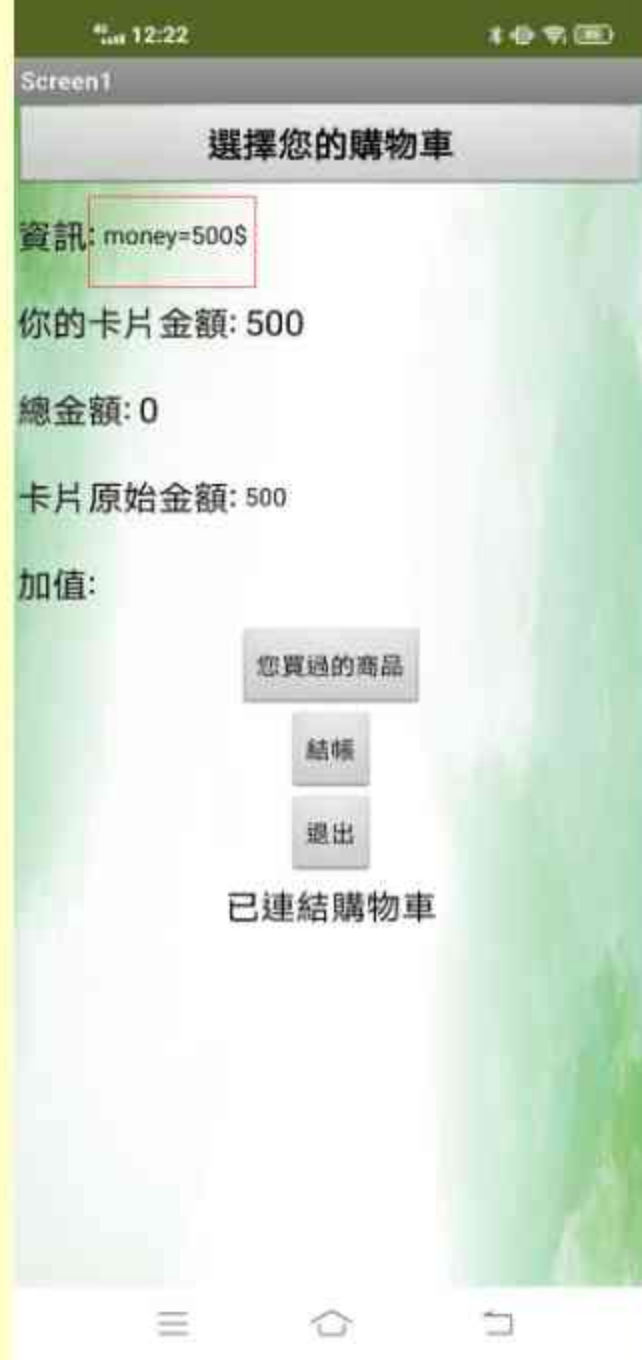 12:22
Screen1
選擇您的購物車
資訊: money=500$
你的卡片金額: 500
總金額: 0
卡片原始金額: 500
加值:
您買過的商品
結帳
退出
已連結購物車